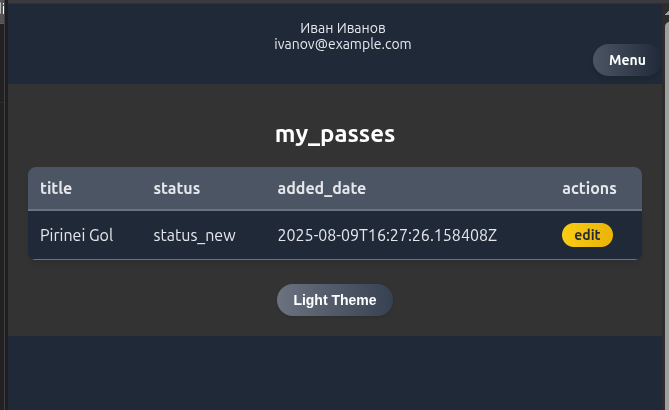 Иван Иванов
ivanov@example.com
Menu
my_passes
title status added_date actions
Pirinei Gol status_new 2025-08-09T16:27:26.158408Z edit
Light Theme